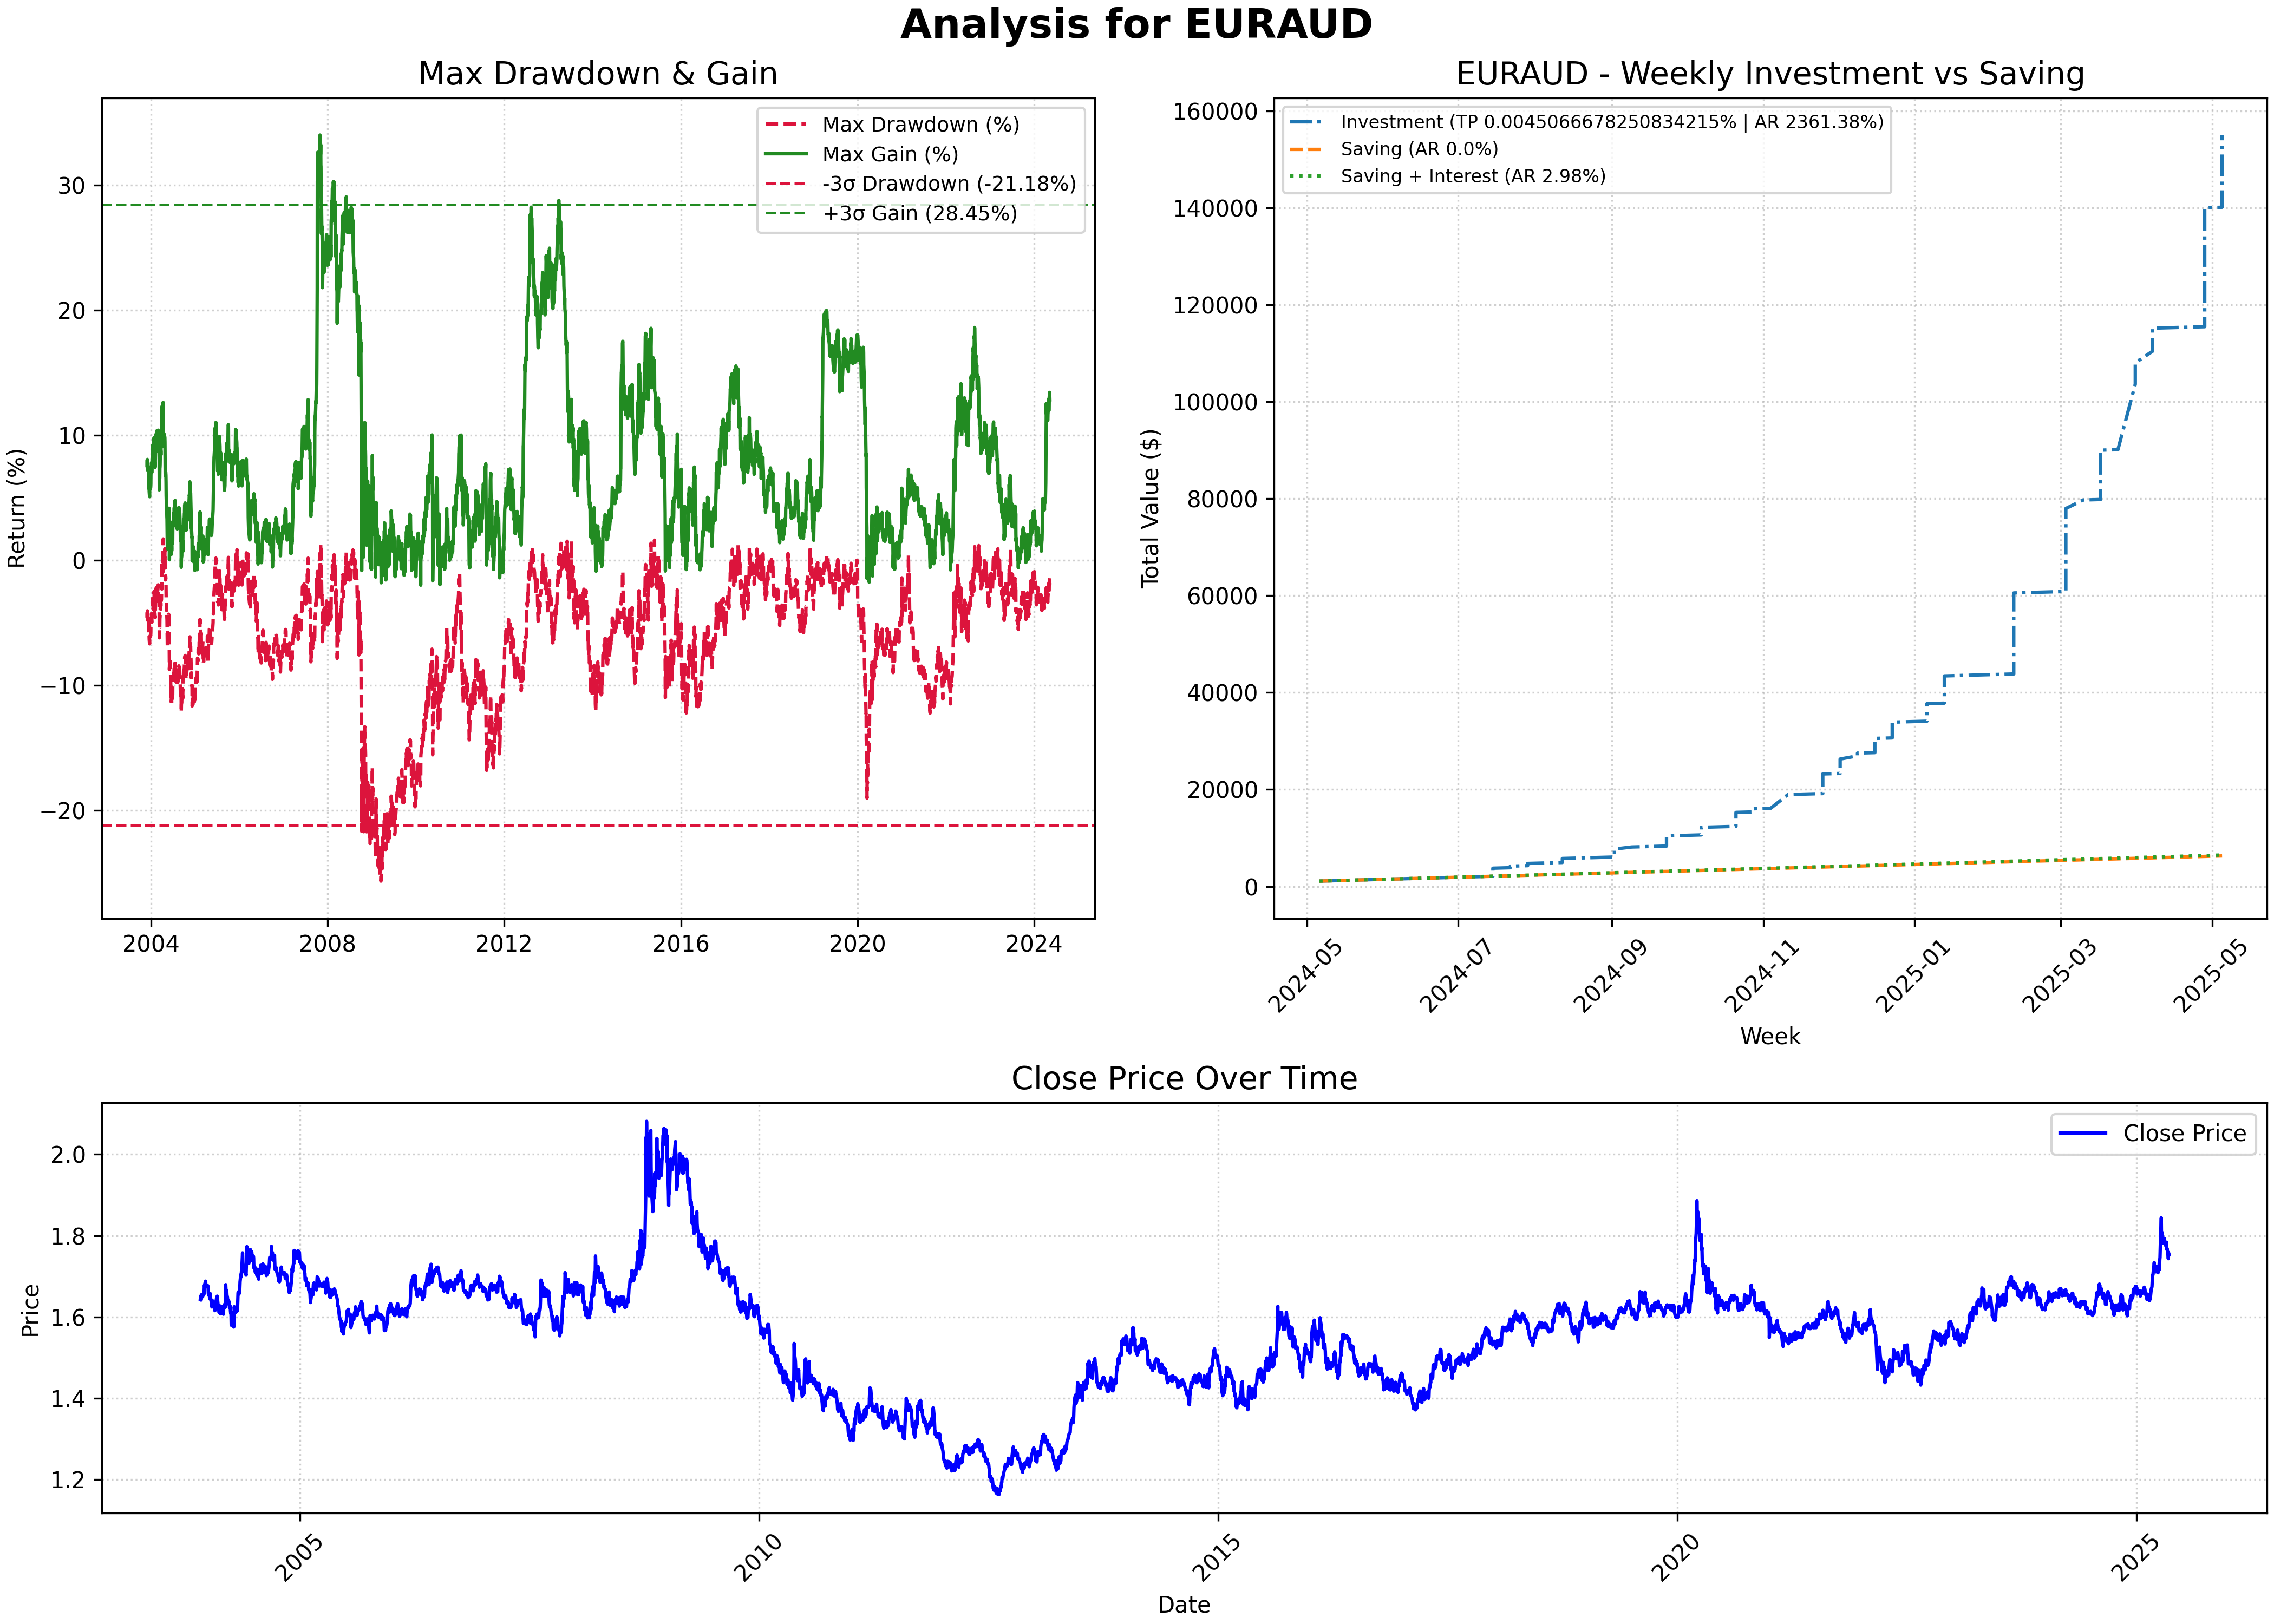 Analysis for EURAUD
Max Drawdown & Gain
Return (%)
30
20
10
0
−10
−20
2004
2008
2012
2016
2020
2024
Max Drawdown (%)
Max Gain (%)
-3σ Drawdown (-21.18%)
+3σ Gain (28.45%)
EURAUD - Weekly Investment vs Saving
Total Value ($)
160000
140000
120000
100000
80000
60000
40000
20000
0
Investment (TP 0.0045066678250834215% | AR 2361.38%)
Saving (AR 0.0%)
Saving + Interest (AR 2.98%)
2024-05
2024-07
2024-09
2024-11
2025-01
2025-03
2025-05
Week
Close Price Over Time
Price
2.0
1.8
1.6
1.4
1.2
Close Price
2005
2010
2015
2020
2025
Date